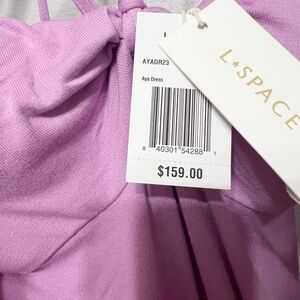 L
AYADR23
Aya Dress
8 40301 54288 1
$159.00
L★SPACE